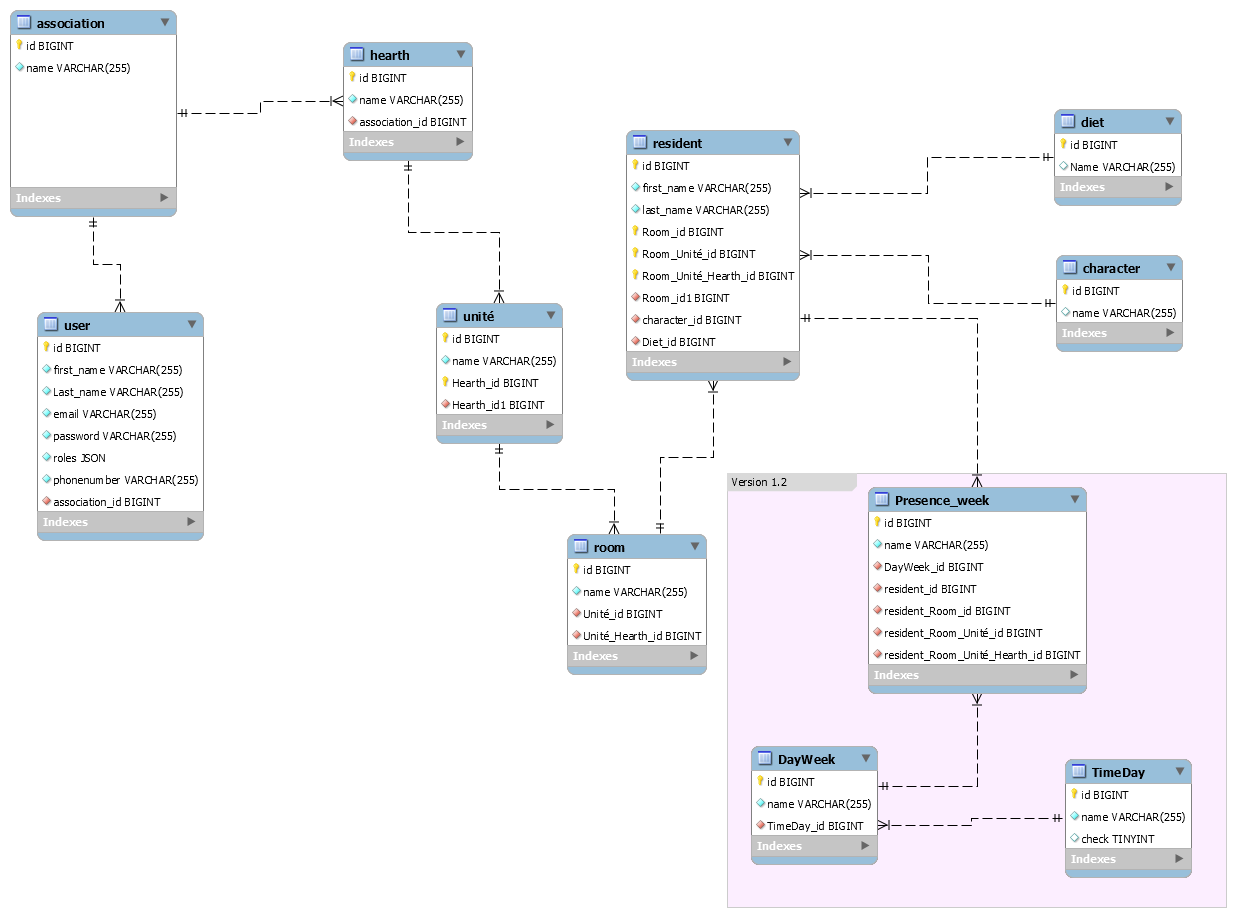 association
id BIGINT
name VARCHAR(255)
Indexes
hearth
id BIGINT
name VARCHAR(255)
association_id BIGINT
Indexes
resident
id BIGINT
first_name VARCHAR(255)
last_name VARCHAR(255)
Room_id BIGINT
Room_Unité_id BIGINT
Room_Unité_Hearth_id BIGINT
Room_id1 BIGINT
character_id BIGINT
Diet_id BIGINT
Indexes
diet
id BIGINT
Name VARCHAR(255)
Indexes
character
id BIGINT
name VARCHAR(255)
Indexes
user
id BIGINT
first_name VARCHAR(255)
Last_name VARCHAR(255)
email VARCHAR(255)
password VARCHAR(255)
roles JSON
phonenumber VARCHAR(255)
association_id BIGINT
Indexes
unité
id BIGINT
name VARCHAR(255)
Hearth_id BIGINT
Hearth_id1 BIGINT
Indexes
room
id BIGINT
name VARCHAR(255)
Unité_id BIGINT
Unité_Hearth_id BIGINT
Indexes
Version 1.2
Presence_week
id BIGINT
name VARCHAR(255)
DayWeek_id BIGINT
resident_id BIGINT
resident_Room_id BIGINT
resident_Room_Unité_id BIGINT
resident_Room_Unité_Hearth_id BIGINT
Indexes
DayWeek
id BIGINT
name VARCHAR(255)
TimeDay_id BIGINT
Indexes
TimeDay
id BIGINT
name VARCHAR(255)
check TINYINT
Indexes